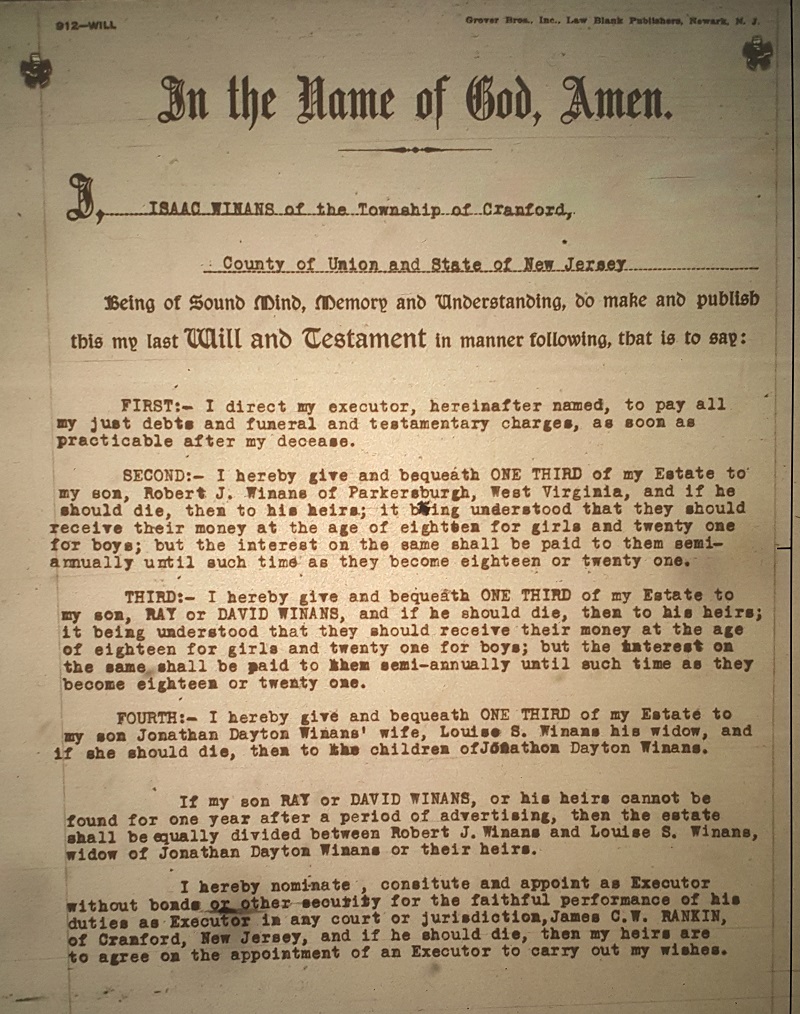 912—WILL
Grover Bros., Inc., Law Blank Publishers, Newark, N. J.
In the Name of God, Amen.
I, ISAAC WINANS of the Township of Cranford,
County of Union and State of New Jersey
Being of Sound Mind, Memory and Understanding, do make and publish
this my last Will and Testament in manner following, that is to say:
FIRST:- I direct my executor, hereinafter named, to pay all
my just debts and funeral and testamentary charges, as soon as
practicable after my decease.
SECOND:- I hereby give and bequeath ONE THIRD of my Estate to
my son, Robert J. Winans of Parkersburgh, West Virginia, and if he
should die, then to his heirs; it being understood that they should
receive their money at the age of eighteen for girls and twenty one
for boys; but the interest on the same shall be paid to them semi-
annually until such time as they become eighteen or twenty one.
THIRD:- I hereby give and bequeath ONE THIRD of my Estate to
my son, RAY or DAVID WINANS, and if he should die, then to his heirs;
it being understood that they should receive their money at the age
of eighteen for girls and twenty one for boys; but the interest on
the same shall be paid to them semi-annually until such time as they
become eighteen or twenty one.
FOURTH:- I hereby give and bequeath ONE THIRD of my Estate to
my son Jonathan Dayton Winans' wife, Louise S. Winans his widow, and
if she should die, then to the children ofJonathon Dayton Winans.
If my son RAY or DAVID WINANS, or his heirs cannot be
found for one year after a period of advertising, then the estate
shall be equally divided between Robert J. Winans and Louise S. Winans,
widow of Jonathan Dayton Winans or their heirs.
I hereby nominate , consitute and appoint as Executor
without bonds or other security for the faithful performance of his
duties as Executor in any court or jurisdiction,James C.W. RANKIN,
of Cranford, New Jersey, and if he should die, then my heirs are
to agree on the appointment of an Executor to carry out my wishes.